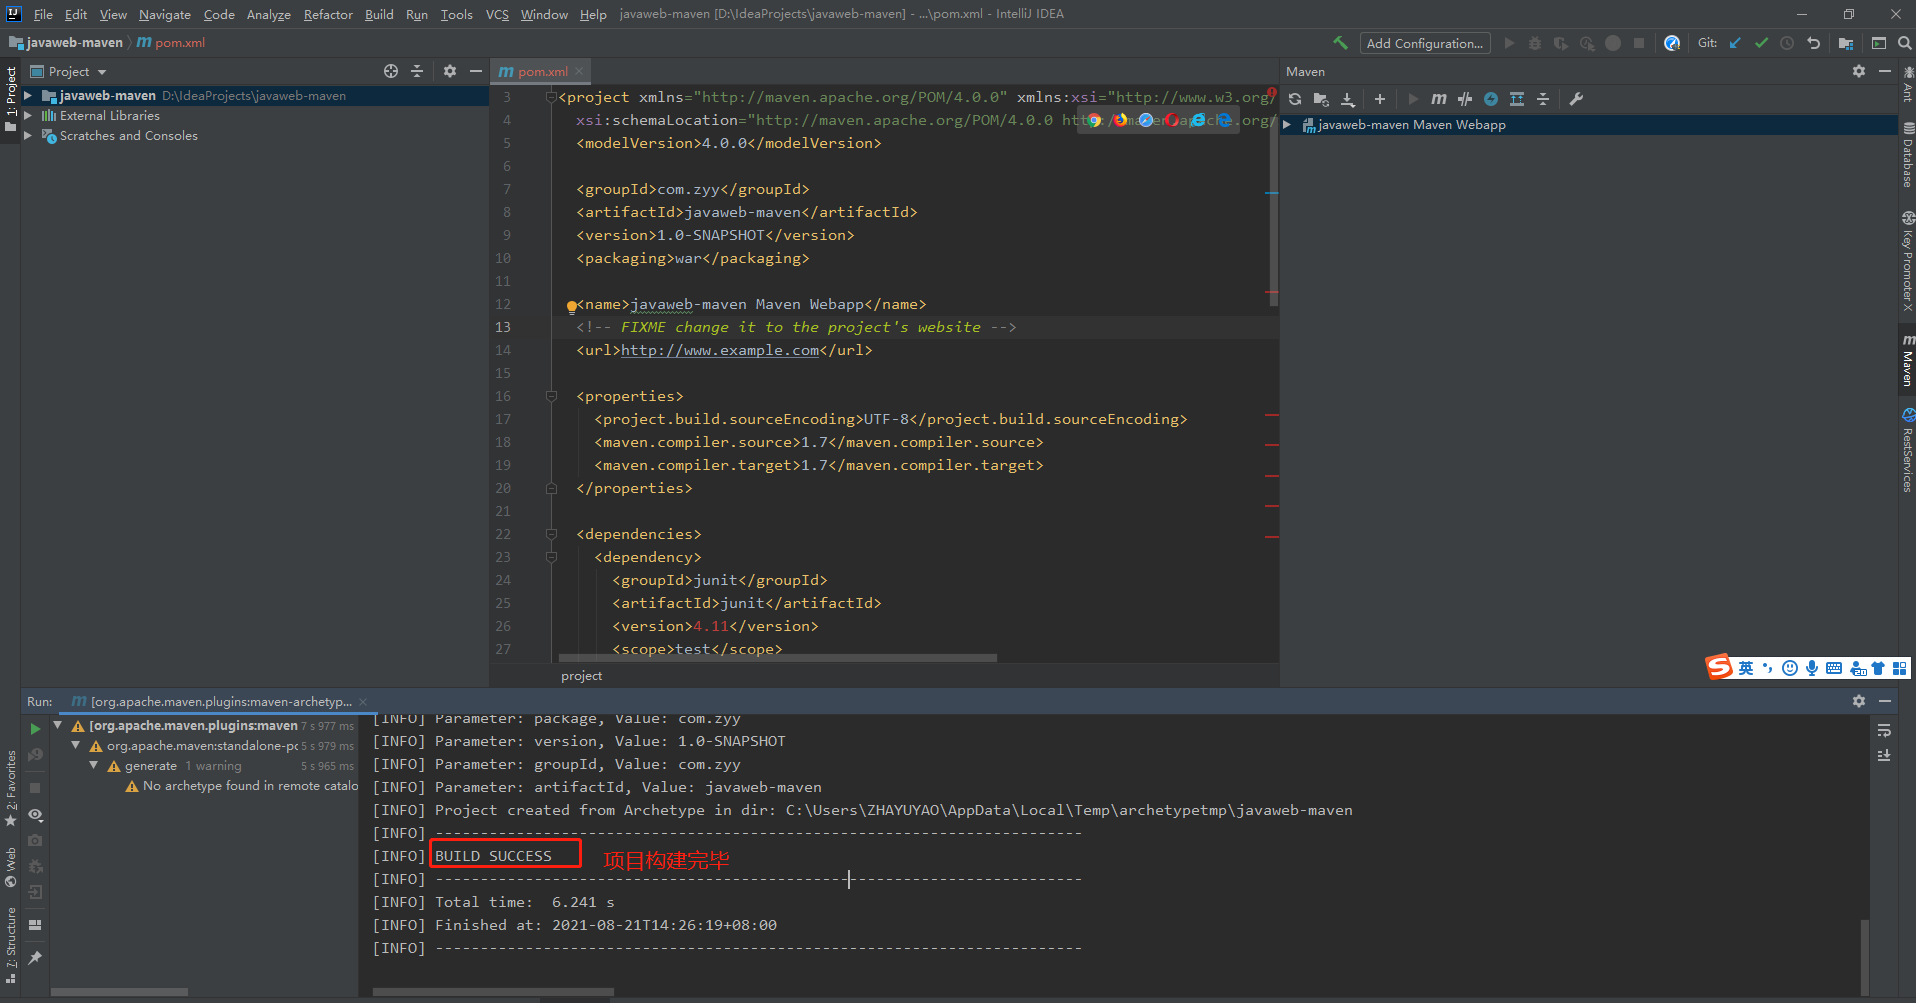 File Edit View Navigate Code Analyze Refactor Build Run Tools VCS Window Help javaweb-maven [D:\IdeaProjects\javaweb-maven] - ...\pom.xml - IntelliJ IDEA
javaweb-maven m pom.xml Add Configuration... Git:
Project
m pom.xml
Maven
1: Project
javaweb-maven D:\IdeaProjects\javaweb-maven
External Libraries
Scratches and Consoles
3 <project xmlns="http://maven.apache.org/POM/4.0.0" xmlns:xsi="http://www.w3.org/
4 xsi:schemaLocation="http://maven.apache.org/POM/4.0.0 http://maven.apache.org/
5 <modelVersion>4.0.0</modelVersion>
6
7 <groupId>com.zyy</groupId>
8 <artifactId>javaweb-maven</artifactId>
9 <version>1.0-SNAPSHOT</version>
10 <packaging>war</packaging>
11
12 <name>javaweb-maven Maven Webapp</name>
13 <!-- FIXME change it to the project's website -->
14 <url>http://www.example.com</url>
15
16 <properties>
17 <project.build.sourceEncoding>UTF-8</project.build.sourceEncoding>
18 <maven.compiler.source>1.7</maven.compiler.source>
19 <maven.compiler.target>1.7</maven.compiler.target>
20 </properties>
21
22 <dependencies>
23 <dependency>
24 <groupId>junit</groupId>
25 <artifactId>junit</artifactId>
26 <version>4.11</version>
27 <scope>test</scope>
project
m
javaweb-maven Maven Webapp
Ant
Database
Key Promoter X
m Maven
RestServices
S 英
Run: m [org.apache.maven.plugins:maven-archetyp...
[org.apache.maven.plugins:maven 7 s 977 ms
org.apache.maven:standalone-pc 5 s 979 ms
generate 1 warning 5 s 965 ms
No archetype found in remote catalo
2: Favorites
Web
7: Structure
[INFO] Parameter: package, Value: com.zyy
[INFO] Parameter: version, Value: 1.0-SNAPSHOT
[INFO] Parameter: groupId, Value: com.zyy
[INFO] Parameter: artifactId, Value: javaweb-maven
[INFO] Project created from Archetype in dir: C:\Users\ZHAYUYAO\AppData\Local\Temp\archetypetmp\javaweb-maven
[INFO] ------------------------------------------------------------------------
[INFO] BUILD SUCCESS 项目构建完毕
[INFO] ------------------------------------------------------------------------
[INFO] Total time:  6.241 s
[INFO] Finished at: 2021-08-21T14:26:19+08:00
[INFO] ------------------------------------------------------------------------